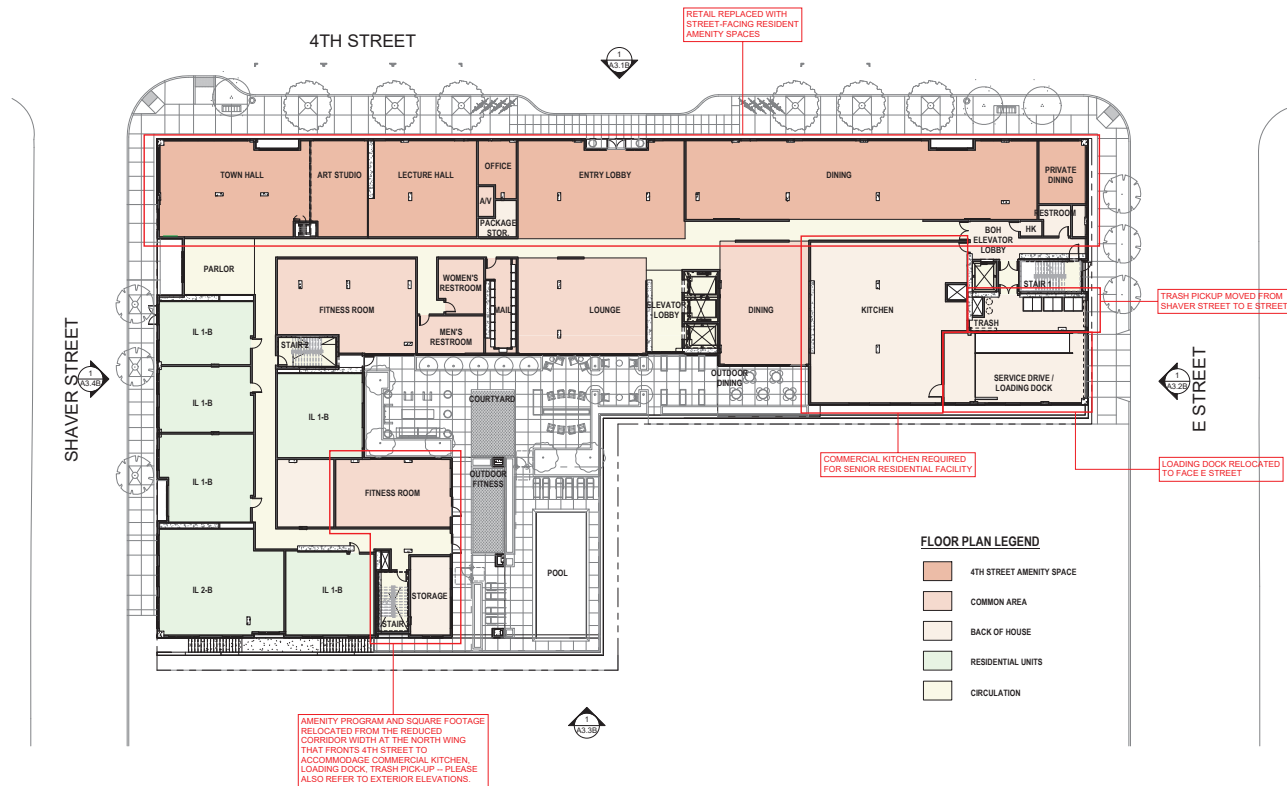 RETAIL REPLACED WITH
STREET-FACING RESIDENT
AMENITY SPACES
4TH STREET
1
A3.1B
TOWN HALL
ART STUDIO
LECTURE HALL
OFFICE
A/V
PACKAGE
STOR.
ENTRY LOBBY
DINING
PRIVATE
DINING
RESTROOM
HK
BOH
ELEVATOR
LOBBY
STAIR 1
PARLOR
FITNESS ROOM
WOMEN'S
RESTROOM
MEN'S
RESTROOM
MAIL
LOUNGE
ELEVATOR
LOBBY
DINING
KITCHEN
TRASH
SERVICE DRIVE /
LOADING DOCK
TRASH PICKUP MOVED FROM
SHAVER STREET TO E STREET
IL 1-B
STAIR 2
IL 1-B
IL 1-B
IL 1-B
COURTYARD
OUTDOOR
DINING
SHAVER STREET
1
A3.4B
1
A3.2B
E STREET
COMMERCIAL KITCHEN REQUIRED
FOR SENIOR RESIDENTIAL FACILITY
LOADING DOCK RELOCATED
TO FACE E STREET
FITNESS ROOM
OUTDOOR
FITNESS
POOL
IL 2-B
IL 1-B
STAIR
STORAGE
FLOOR PLAN LEGEND
4TH STREET AMENITY SPACE
COMMON AREA
BACK OF HOUSE
RESIDENTIAL UNITS
CIRCULATION
1
A3.3B
AMENITY PROGRAM AND SQUARE FOOTAGE
RELOCATED FROM THE REDUCED
CORRIDOR WIDTH AT THE NORTH WING
THAT FRONTS 4TH STREET TO
ACCOMMODAGE COMMERCIAL KITCHEN,
LOADING DOCK, TRASH PICK-UP -- PLEASE
ALSO REFER TO EXTERIOR ELEVATIONS.